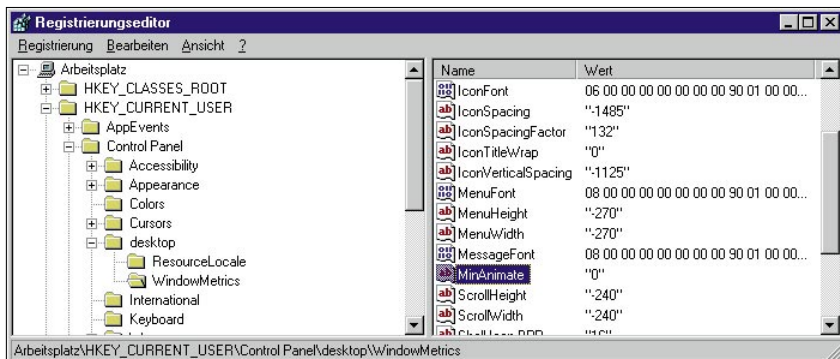 Registrierungseditor
Registrierung Bearbeiten Ansicht ?
Arbeitsplatz
HKEY_CLASSES_ROOT
HKEY_CURRENT_USER
AppEvents
Control Panel
Accessibility
Appearance
Colors
Cursors
desktop
ResourceLocale
WindowMetrics
International
Keyboard
Name Wert
IconFont 06 00 00 00 00 00 00 00 90 01 00 00...
IconSpacing "-1485"
IconSpacingFactor "132"
IconTitleWrap "0"
IconVerticalSpacing "-1125"
MenuFont 08 00 00 00 00 00 00 00 90 01 00 00...
MenuHeight "-270"
MenuWidth "-270"
MessageFont 08 00 00 00 00 00 00 00 90 01 00 00...
MinAnimate "0"
ScrollHeight "-240"
ScrollWidth "-240"
Shell Icon BPP "16"
Arbeitsplatz\HKEY_CURRENT_USER\Control Panel\desktop\WindowMetrics